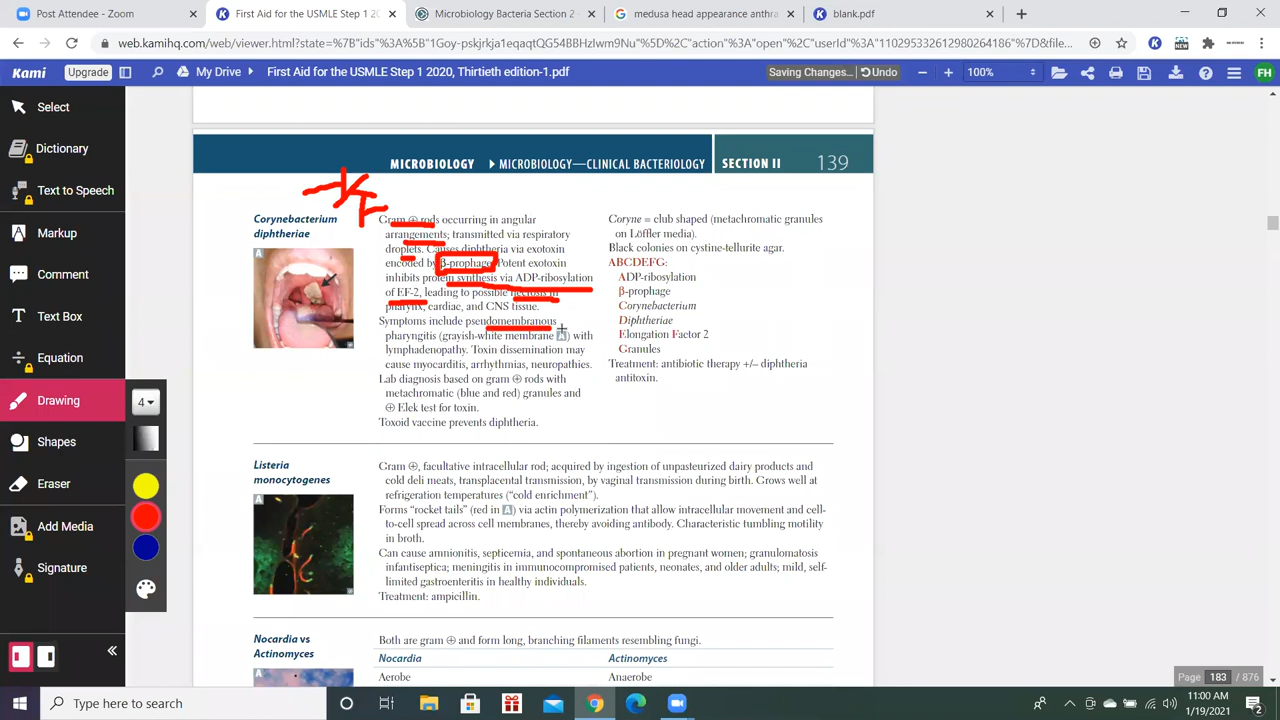 Post Attendee - Zoom
First Aid for the USMLE Step 1 20
Microbiology Bacteria Section 2 -
medusa head appearance anthra
blank.pdf
web.kamihq.com/web/viewer.html?state=%7B"ids"%3A%5B"1Goy-pskjrkja1eqaqtQG54BBHzlwm9Nu"%5D%2C"action"%3A"open"%2C"userId"%3A"110295332612980264186"%7D&file
Kami
Upgrade
My Drive
First Aid for the USMLE Step 1 2020, Thirtieth edition-1.pdf
Saving Changes...
Undo
100%
FH
Select
Dictionary
Text to Speech
Markup
Comment
Text Box
Equation
Drawing
4
Shapes
Eraser
Add Media
Signature
MICROBIOLOGY ▶ MICROBIOLOGY—CLINICAL BACTERIOLOGY
SECTION II
139
Corynebacterium
diphtheriae
A
Gram ⊕ rods occurring in angular
arrangements; transmitted via respiratory
droplets. Causes diphtheria via exotoxin
encoded by β-prophage. Potent exotoxin
inhibits protein synthesis via ADP-ribosylation
of EF-2, leading to possible necrosis in
pharynx, cardiac, and CNS tissue.
Symptoms include pseudomembranous
pharyngitis (grayish-white membrane A) with
lymphadenopathy. Toxin dissemination may
cause myocarditis, arrhythmias, neuropathies.
Lab diagnosis based on gram ⊕ rods with
metachromatic (blue and red) granules and
⊕ Elek test for toxin.
Toxoid vaccine prevents diphtheria.
Coryne = club shaped (metachromatic granules
on Löffler media).
Black colonies on cystine-tellurite agar.
ABCDEFG:
ADP-ribosylation
β-prophage
Corynebacterium
Diphtheriae
Elongation Factor 2
Granules
Treatment: antibiotic therapy +/– diphtheria
antitoxin.
Listeria
monocytogenes
A
Gram ⊕, facultative intracellular rod; acquired by ingestion of unpasteurized dairy products and
cold deli meats, transplacental transmission, by vaginal transmission during birth. Grows well at
refrigeration temperatures (“cold enrichment”).
Forms “rocket tails” (red in A) via actin polymerization that allow intracellular movement and cell-
to-cell spread across cell membranes, thereby avoiding antibody. Characteristic tumbling motility
in broth.
Can cause amnionitis, septicemia, and spontaneous abortion in pregnant women; granulomatosis
infantiseptica; meningitis in immunocompromised patients, neonates, and older adults; mild, self-
limited gastroenteritis in healthy individuals.
Treatment: ampicillin.
Nocardia vs
Actinomyces
A
Both are gram ⊕ and form long, branching filaments resembling fungi.
Nocardia
Actinomyces
Aerobe
Anaerobe
Page 183 / 876
Type here to search
11:00 AM
1/19/2021
2